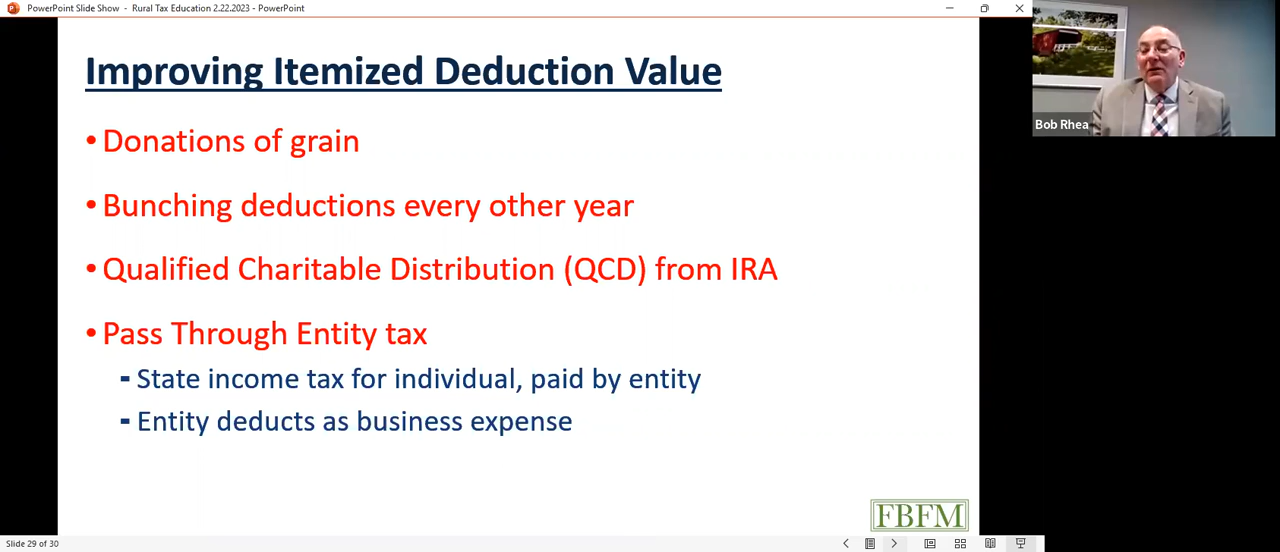 PowerPoint Slide Show - Rural Tax Education 2.22.2023 - PowerPoint
Improving Itemized Deduction Value
• Donations of grain
• Bunching deductions every other year
• Qualified Charitable Distribution (QCD) from IRA
• Pass Through Entity tax
- State income tax for individual, paid by entity
- Entity deducts as business expense
FBFM
Bob Rhea
Slide 29 of 30